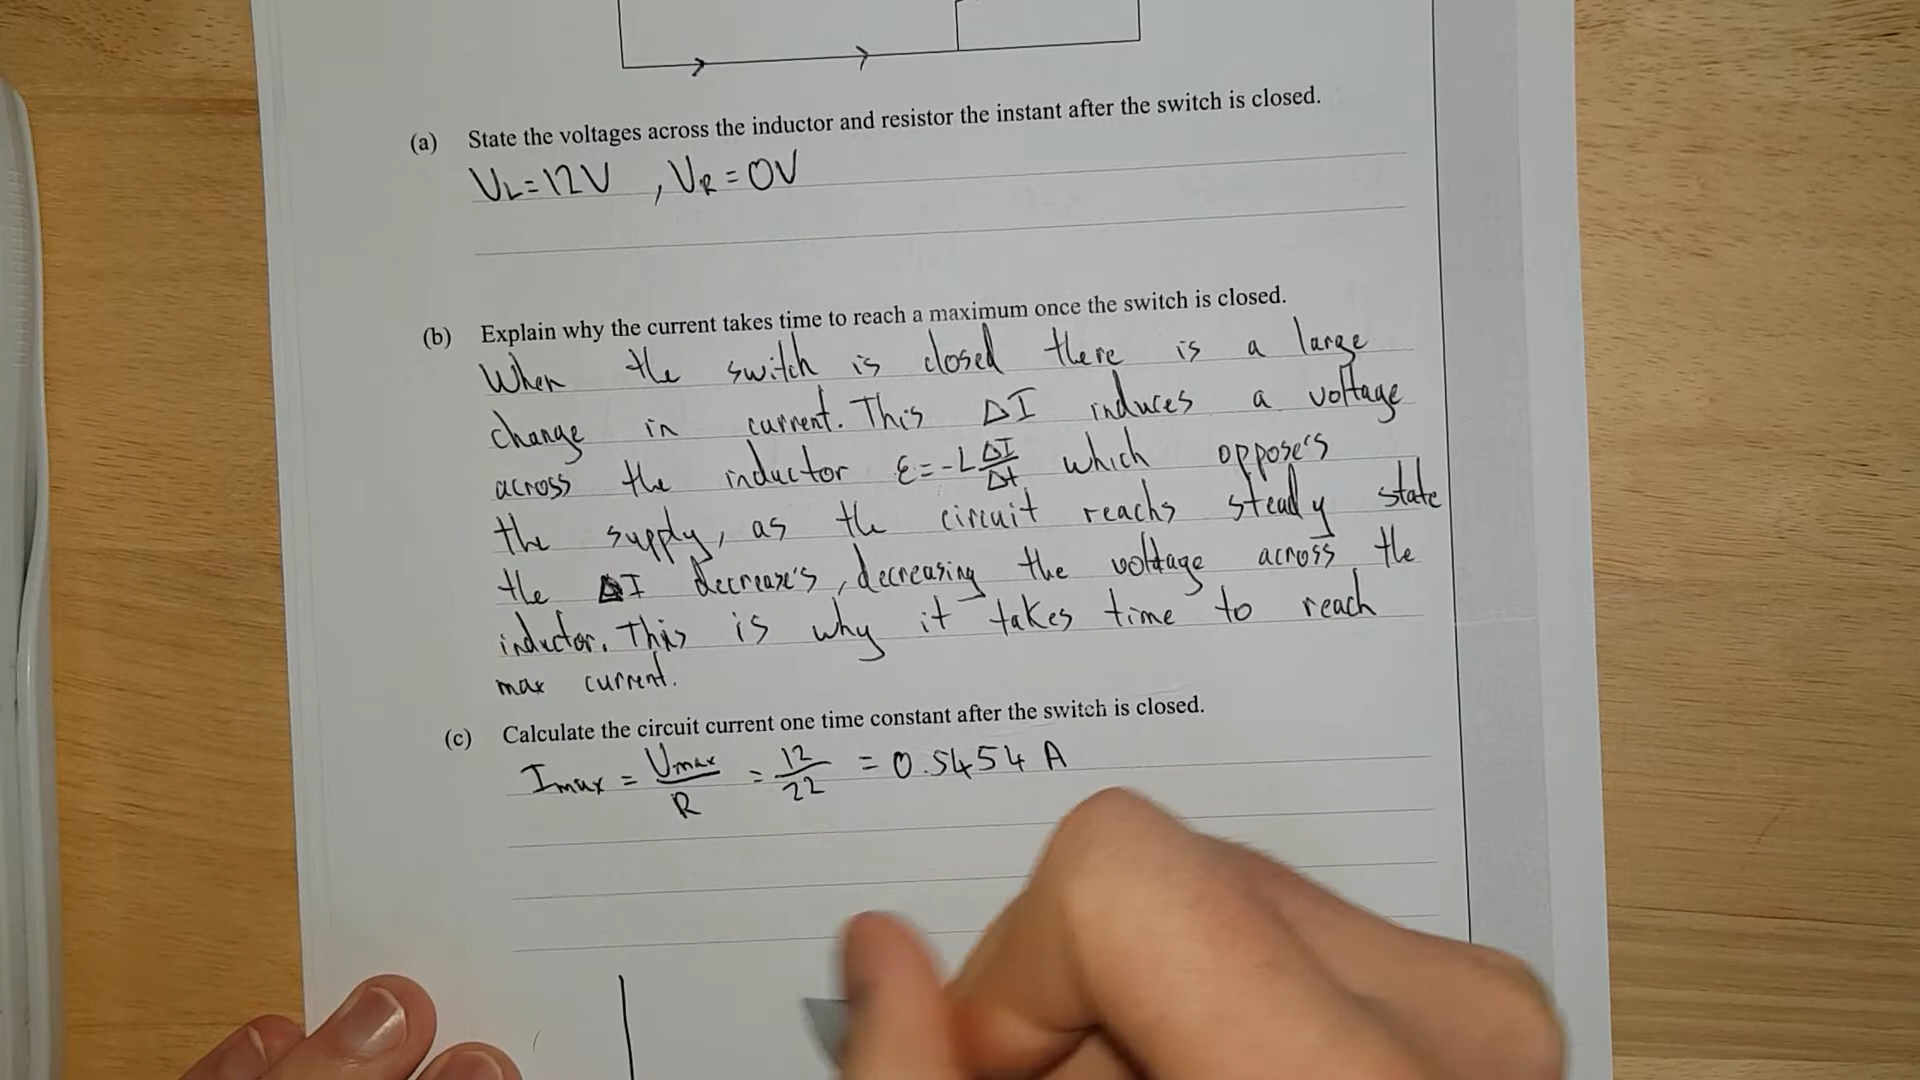 (a) State the voltages across the inductor and resistor the instant after the switch is closed.
VL=12V , VR=0V
(b) Explain why the current takes time to reach a maximum once the switch is closed.
When the switch is closed there is a large
change in current. This ΔI induces a voltage
across the inductor ε=-L ΔI/Δt which oppose's
the supply, as the circuit reachs steady state
the ΔI decrease's, decreasing the voltage across the
inductor. This is why it takes time to reach
max current.
(c) Calculate the circuit current one time constant after the switch is closed.
Imax = Vmax/R = 12/22 = 0.5454 A